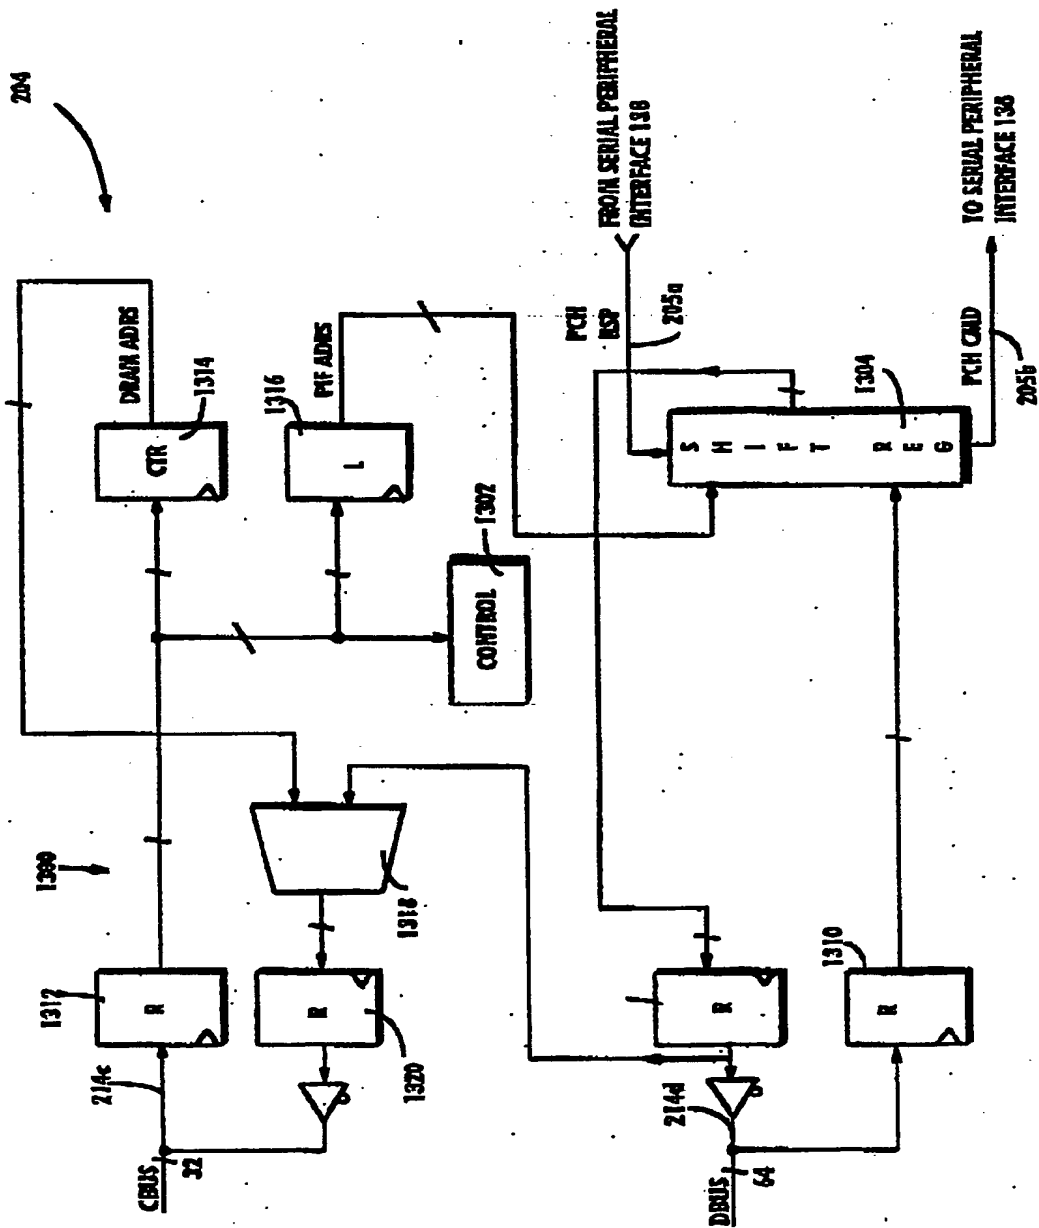 204
1300
1312
214c
DRAM ADRS
CBUS
R
CTR
32
1314
1316
PIF ADRS
R
L
1318
1320
1302
CONTROL
PCH
RSP
FROM SERIAL PERIPHERAL
INTERFACE 138
205a
214d
DBUS
R
SHIFT REG
64
1310
1304
R
PCH CMD
TO SERIAL PERIPHERAL
INTERFACE 138
205b